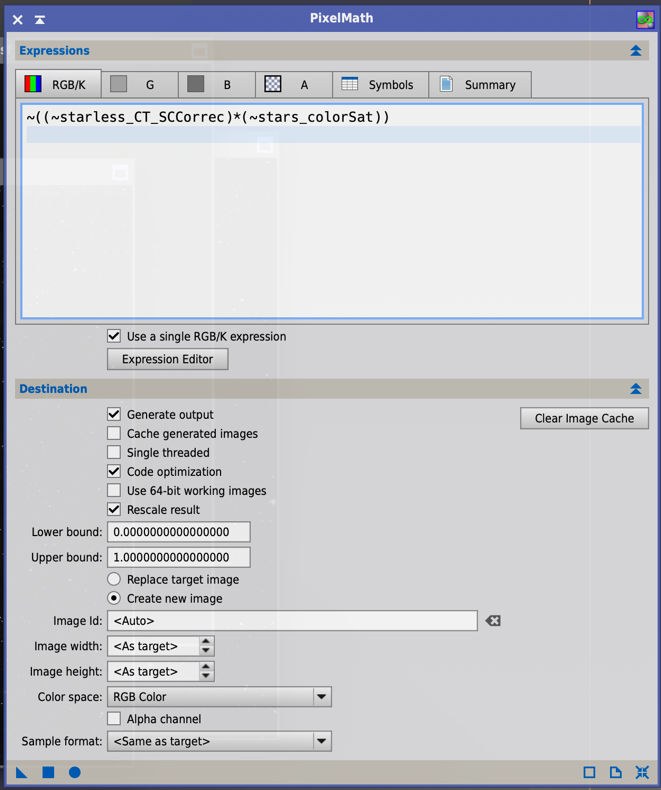 PixelMath
Expressions
RGB/K G B A Symbols Summary
~((~starless_CT_SCCorrec)*(~stars_colorSat))
Use a single RGB/K expression
Expression Editor
Destination
Generate output
Clear Image Cache
Cache generated images
Single threaded
Code optimization
Use 64-bit working images
Rescale result
Lower bound: 0.0000000000000000
Upper bound: 1.0000000000000000
Replace target image
Create new image
Image Id: <Auto>
Image width: <As target>
Image height: <As target>
Color space: RGB Color
Alpha channel
Sample format: <Same as target>